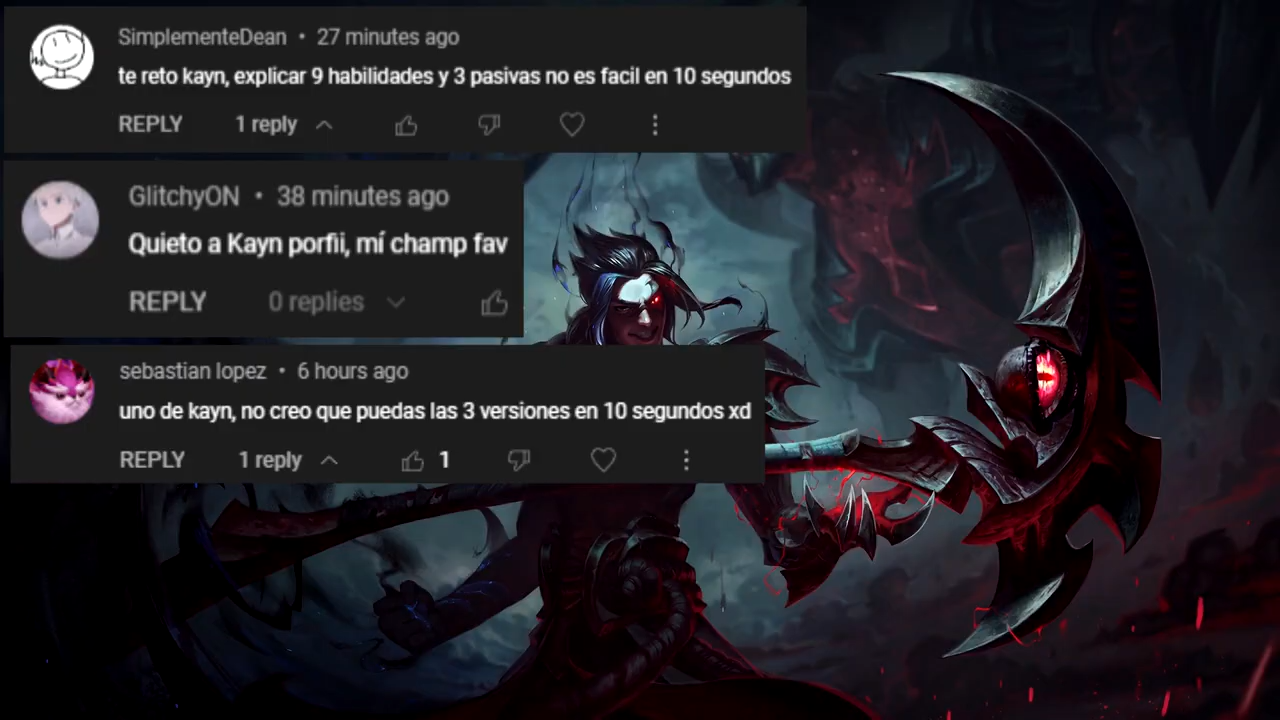 SimplementeDean • 27 minutes ago
te reto kayn, explicar 9 habilidades y 3 pasivas no es facil en 10 segundos
REPLY 1 reply
GlitchyON • 38 minutes ago
Quieto a Kayn porfii, mí champ fav
REPLY 0 replies
sebastian lopez • 6 hours ago
uno de kayn, no creo que puedas las 3 versiones en 10 segundos xd
REPLY 1 reply 1